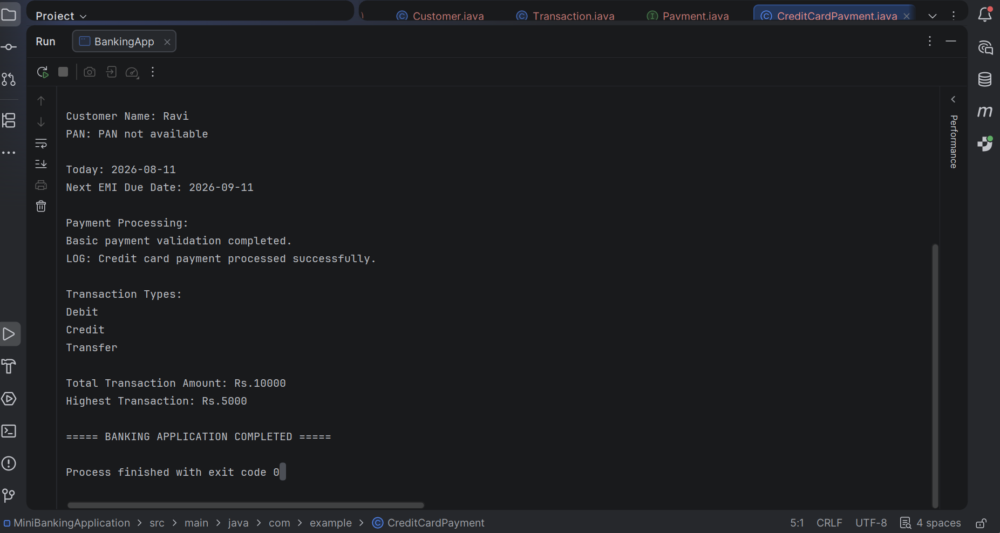 Project
Customer.java
Transaction.java
Payment.java
CreditCardPayment.java
Run
BankingApp
Customer Name: Ravi
PAN: PAN not available
Today: 2026-08-11
Next EMI Due Date: 2026-09-11
Payment Processing:
Basic payment validation completed.
LOG: Credit card payment processed successfully.
Transaction Types:
Debit
Credit
Transfer
Total Transaction Amount: Rs.10000
Highest Transaction: Rs.5000
===== BANKING APPLICATION COMPLETED =====
Process finished with exit code 0
Performance
MiniBankingApplication > src > main > java > com > example > CreditCardPayment
5:1 CRLF UTF-8 4 spaces